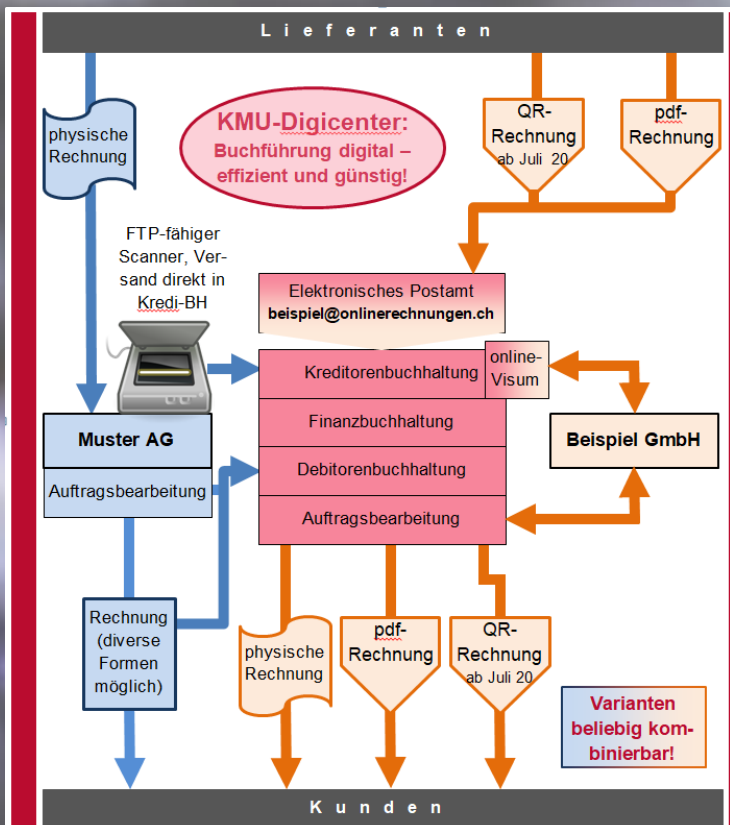 Lieferanten
physische
Rechnung
KMU-Digicenter:
Buchführung digital –
effizient und günstig!
QR-
Rechnung
ab Juli 20
pdf-
Rechnung
FTP-fähiger
Scanner, Ver-
sand direkt in
Kredi-BH
Elektronisches Postamt
beispiel@onlinerechnungen.ch
Kreditorenbuchhaltung
online-
Visum
Finanzbuchhaltung
Debitorenbuchhaltung
Auftragsbearbeitung
Muster AG
Auftragsbearbeitung
Beispiel GmbH
Rechnung
(diverse
Formen
möglich)
physische
Rechnung
pdf-
Rechnung
QR-
Rechnung
ab Juli 20
Varianten
beliebig kom-
binierbar!
Kunden